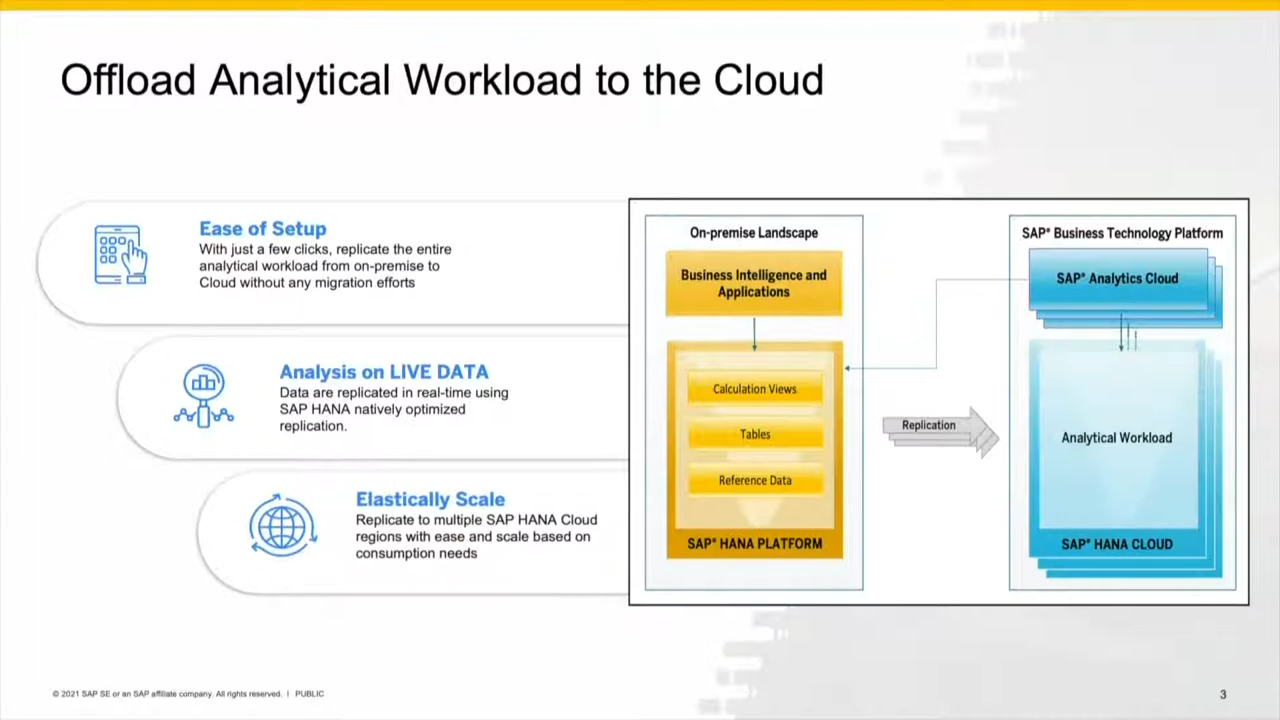 Offload Analytical Workload to the Cloud
Ease of Setup
With just a few clicks, replicate the entire
analytical workload from on-premise to
Cloud without any migration efforts
Analysis on LIVE DATA
Data are replicated in real-time using
SAP HANA natively optimized
replication.
Elastically Scale
Replicate to multiple SAP HANA Cloud
regions with ease and scale based on
consumption needs
On-premise Landscape
Business Intelligence and
Applications
Calculation Views
Tables
Reference Data
SAP® HANA PLATFORM
Replication
SAP® Business Technology Platform
SAP® Analytics Cloud
Analytical Workload
SAP® HANA CLOUD
© 2021 SAP SE or an SAP affiliate company. All rights reserved. | PUBLIC
3